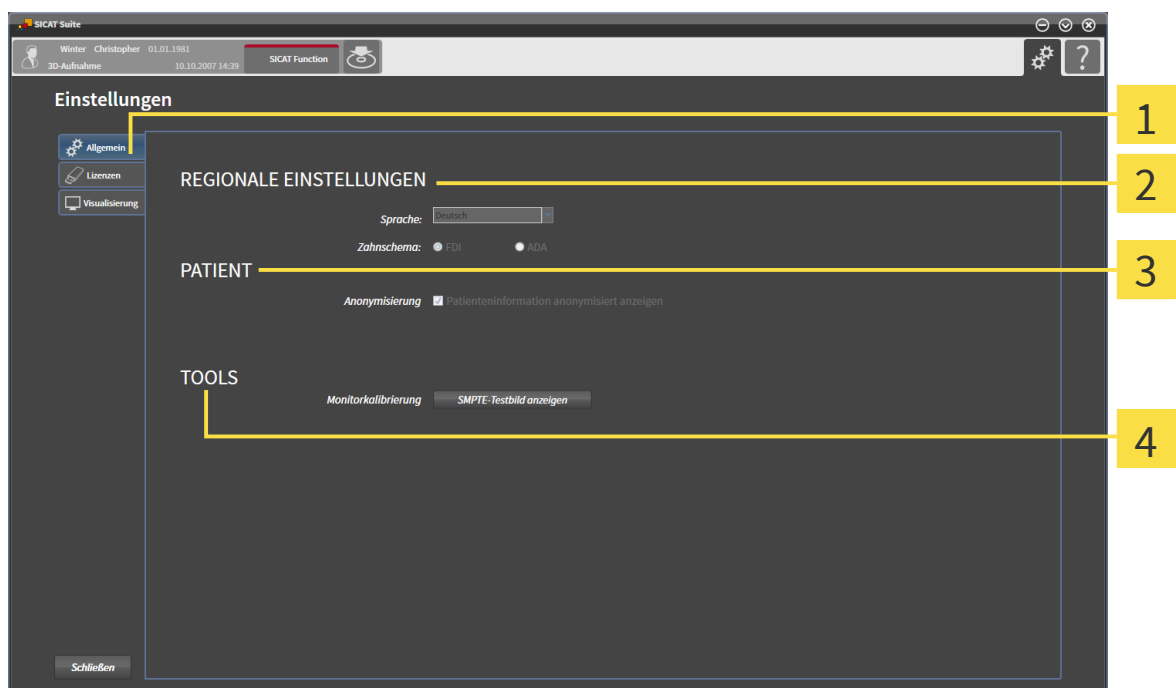 SICAT Suite
Winter Christopher 01.01.1981
3D-Aufnahme 10.10.2007 14:39
SICAT Function
?
Einstellungen
1
Allgemein
Lizenzen
Visualisierung
REGIONALE EINSTELLUNGEN
2
Sprache: Deutsch
Zahnschema: FDI ADA
PATIENT
3
Anonymisierung Patienteninformation anonymisiert anzeigen
TOOLS
Monitorkalibrierung SMPTE-Testbild anzeigen
4
Schließen